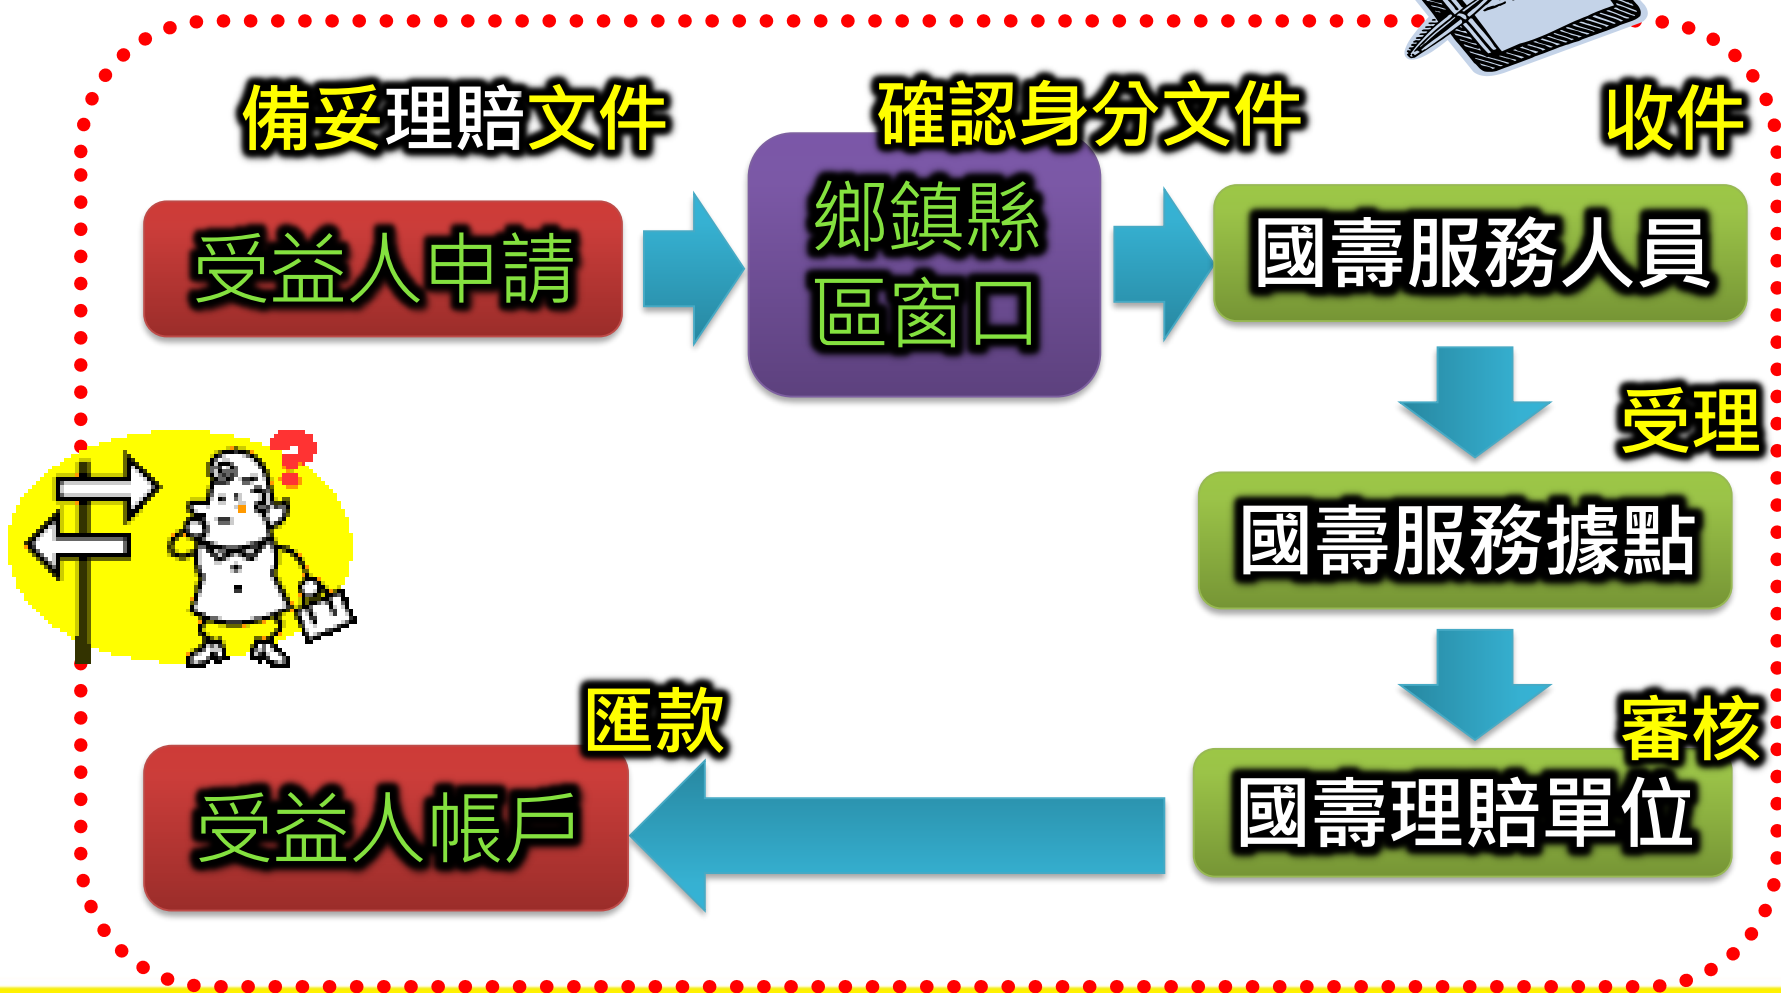 備妥理賠文件
確認身分文件
收件
受益人申請
鄉鎮縣
區窗口
國壽服務人員
受理
國壽服務據點
審核
國壽理賠單位
匯款
受益人帳戶
?